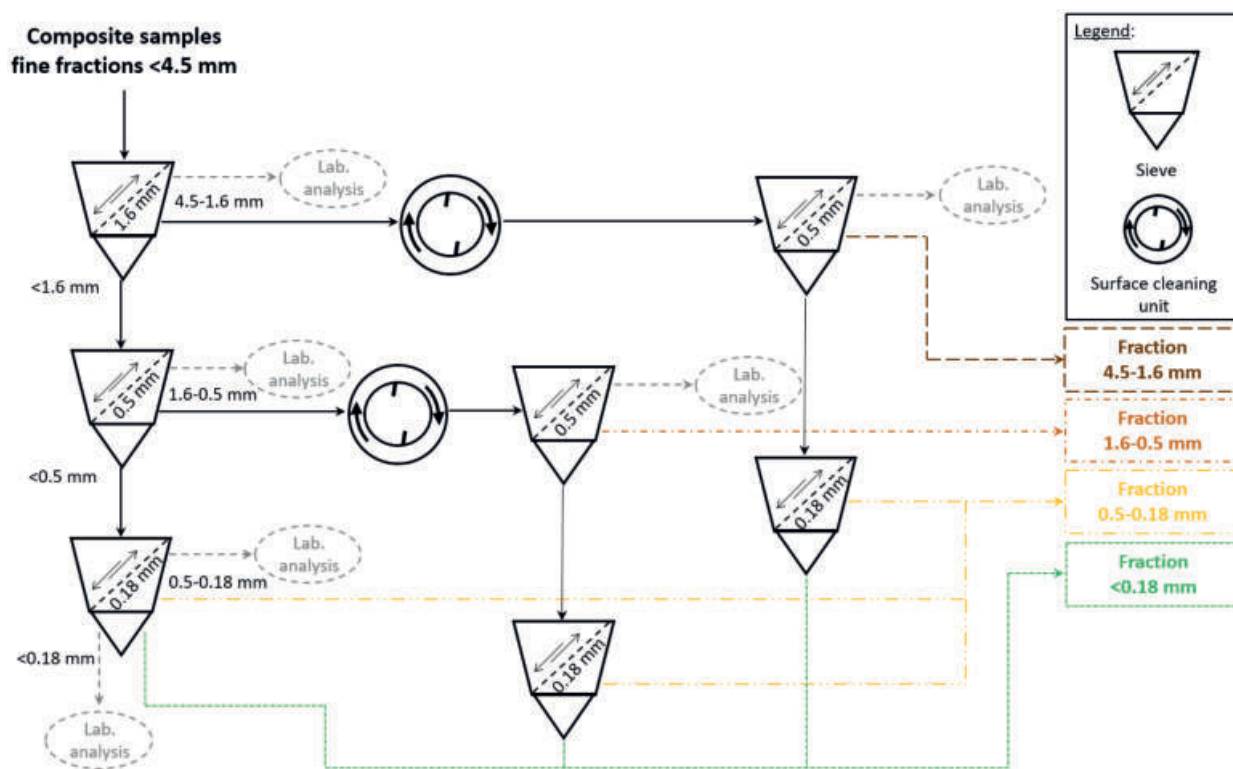 Composite samples
fine fractions <4.5 mm
Legend:
Sieve
Surface cleaning
unit
Lab.
analysis
1.6 mm
4.5-1.6 mm
0.5 mm
Lab.
analysis
<1.6 mm
Lab.
analysis
0.5 mm
1.6-0.5 mm
0.5 mm
Lab.
analysis
<0.5 mm
Lab.
analysis
0.18 mm
0.5-0.18 mm
0.18 mm
0.18 mm
<0.18 mm
Lab.
analysis
Fraction
4.5-1.6 mm
Fraction
1.6-0.5 mm
Fraction
0.5-0.18 mm
Fraction
<0.18 mm